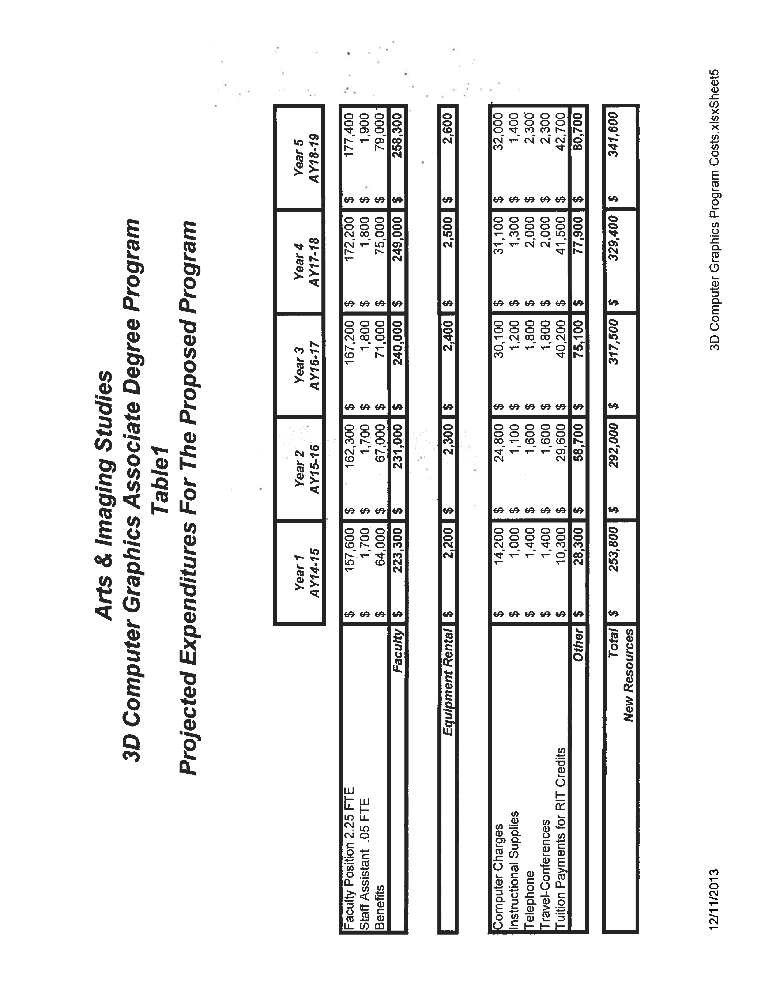 Arts & Imaging Studies
3D Computer Graphics Associate Degree Program
Table1
Projected Expenditures For The Proposed Program
Year 1 Year 2 Year 3 Year 4 Year 5
AY14-15 AY15-16 AY16-17 AY17-18 AY18-19
Faculty Position 2.25 FTE $ 157,600 $ 162,300 $ 167,200 $ 172,200 $ 177,400
Staff Assistant .05 FTE $ 1,700 $ 1,700 $ 1,800 $ 1,800 $ 1,900
Benefits $ 64,000 $ 67,000 $ 71,000 $ 75,000 $ 79,000
Faculty $ 223,300 $ 231,000 $ 240,000 $ 249,000 $ 258,300
Equipment Rental $ 2,200 $ 2,300 $ 2,400 $ 2,500 $ 2,600
Computer Charges $ 14,200 $ 24,800 $ 30,100 $ 31,100 $ 32,000
Instructional Supplies $ 1,000 $ 1,100 $ 1,200 $ 1,300 $ 1,400
Telephone $ 1,400 $ 1,600 $ 1,800 $ 2,000 $ 2,300
Travel-Conferences $ 1,400 $ 1,600 $ 1,800 $ 2,000 $ 2,300
Tuition Payments for RIT Credits $ 10,300 $ 29,600 $ 40,200 $ 41,500 $ 42,700
Other $ 28,300 $ 58,700 $ 75,100 $ 77,900 $ 80,700
Total $ 253,800 $ 292,000 $ 317,500 $ 329,400 $ 341,600
New Resources
12/11/2013 3D Computer Graphics Program Costs.xlsxSheet5